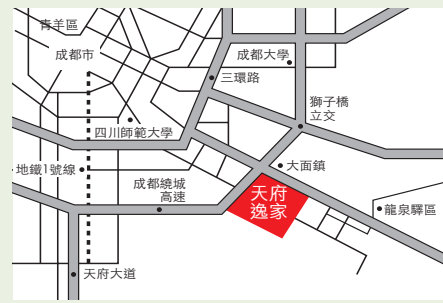 青羊區
成都市
成都大學
三環路
獅子橋
立交
四川師範大學
大面鎮
地鐵1號線
成都繞城
高速
天府
逸家
龍泉驛區
天府大道